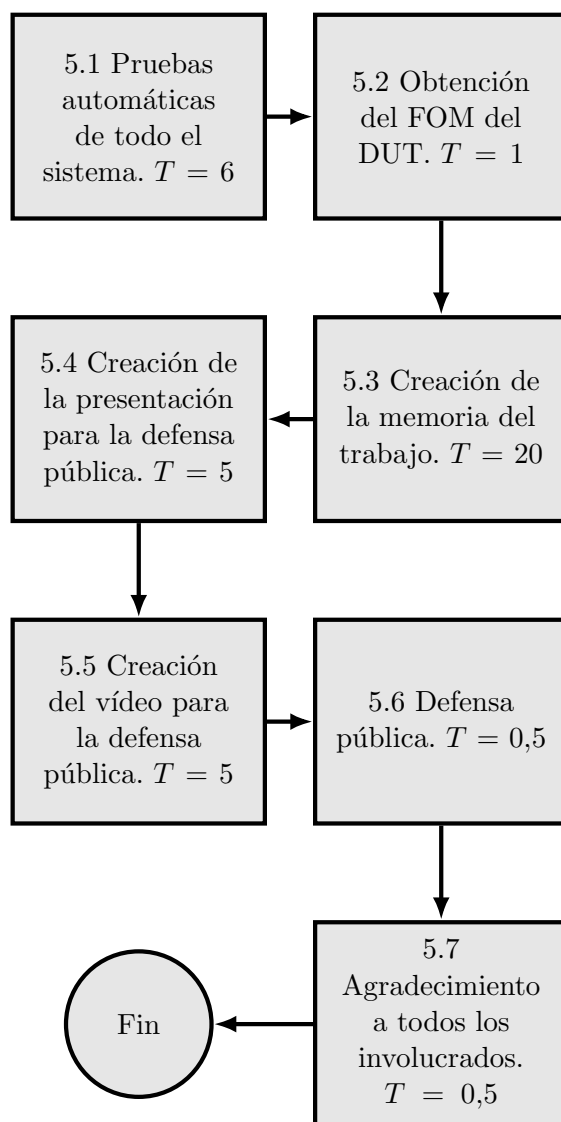 5.1 Pruebas
automáticas
de todo el
sistema. T = 6
5.2 Obtención
del FOM del
DUT. T = 1
5.3 Creación de
la memoria del
trabajo. T = 20
5.4 Creación de
la presentación
para la defensa
pública. T = 5
5.5 Creación
del vídeo para
la defensa
pública. T = 5
5.6 Defensa
pública. T = 0,5
5.7
Agradecimiento
a todos los
involucrados.
T = 0,5
Fin